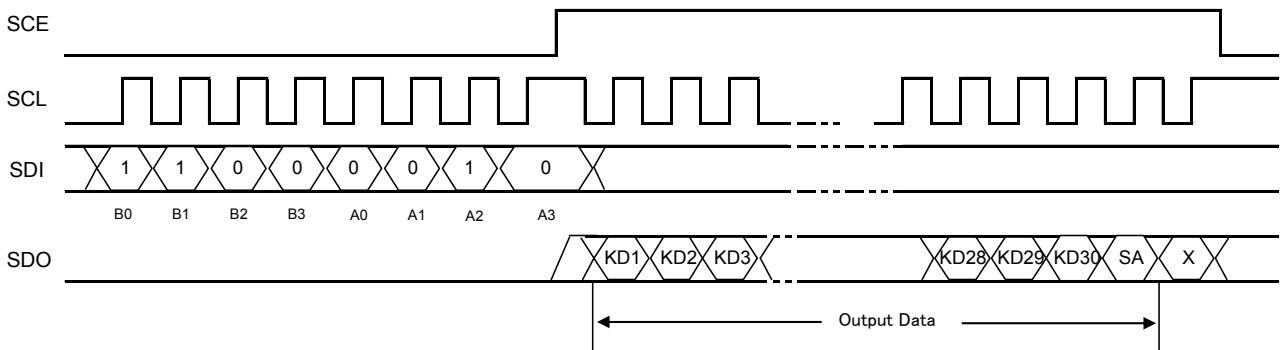 SCE
SCL
SDI 1 1 0 0 0 0 1 0
B0 B1 B2 B3 A0 A1 A2 A3
SDO KD1 KD2 KD3 KD28 KD29 KD30 SA X
Output Data